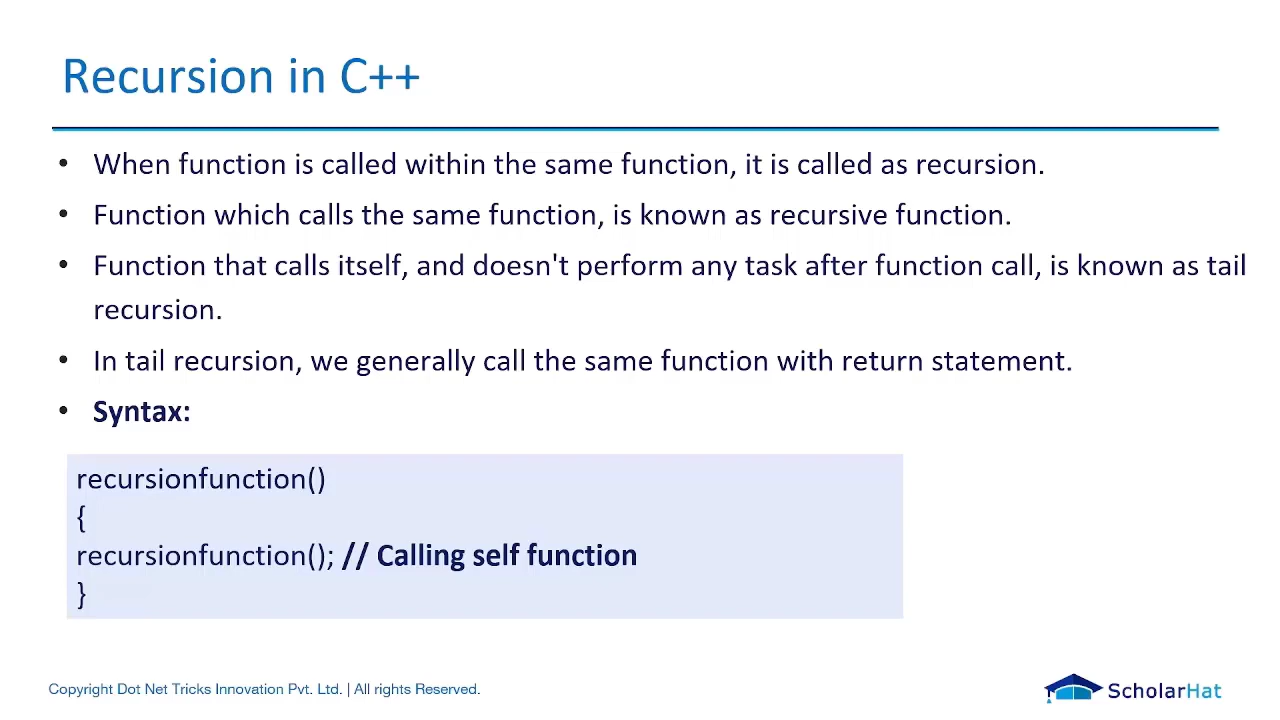 Recursion in C++
• When function is called within the same function, it is called as recursion.
• Function which calls the same function, is known as recursive function.
• Function that calls itself, and doesn't perform any task after function call, is known as tail
recursion.
• In tail recursion, we generally call the same function with return statement.
• Syntax:
recursionfunction()
{
recursionfunction(); // Calling self function
}
Copyright Dot Net Tricks Innovation Pvt. Ltd. | All rights Reserved.
ScholarHat